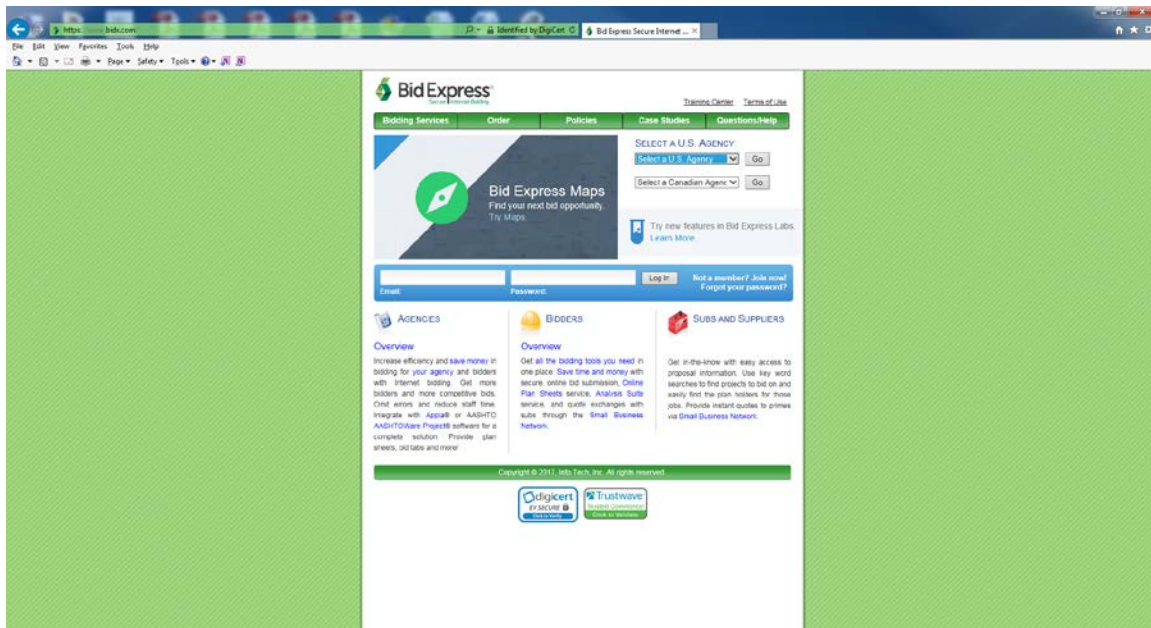 https://www.bidx.com
Identified by DigiCert
Bid Express Secure Internet ...
File Edit View Favorites Tools Help
Page Safety Tools
Bid Express
Secure Internet Bidding
Training Center Terms of Use
Bidding Services Order Policies Case Studies Questions/Help
SELECT A U.S. AGENCY:
Select a U.S. Agency Go
Select a Canadian Agenc Go
Bid Express Maps
Find your next bid opportunity.
Try Maps.
Try new features in Bid Express Labs.
Learn More
Log In
Not a member? Join now!
Email: Password:
Forgot your password?
AGENCIES
Overview
Increase efficiency and save money in
bidding for your agency and bidders
with Internet bidding. Get more
bidders and more competitive bids.
Omit errors and reduce staff time.
Integrate with Appia® or AASHTO
AASHTOWare Project® software for a
complete solution. Provide plan
sheets, bid tabs and more!
BIDDERS
Overview
Get all the bidding tools you need in
one place. Save time and money with
secure, online bid submission, Online
Plan Sheets service, Analysis Suite
service, and quote exchanges with
subs through the Small Business
Network.
SUBS AND SUPPLIERS
Get in-the-know with easy access to
proposal information. Use key word
searches to find projects to bid on and
easily find the plan holders for those
jobs. Provide instant quotes to primes
via Small Business Network.
Copyright © 2017, Info Tech, Inc. All rights reserved.
digicert
EV SECURE
Click to Verify
Trustwave
Trusted Commerce
Click to Validate